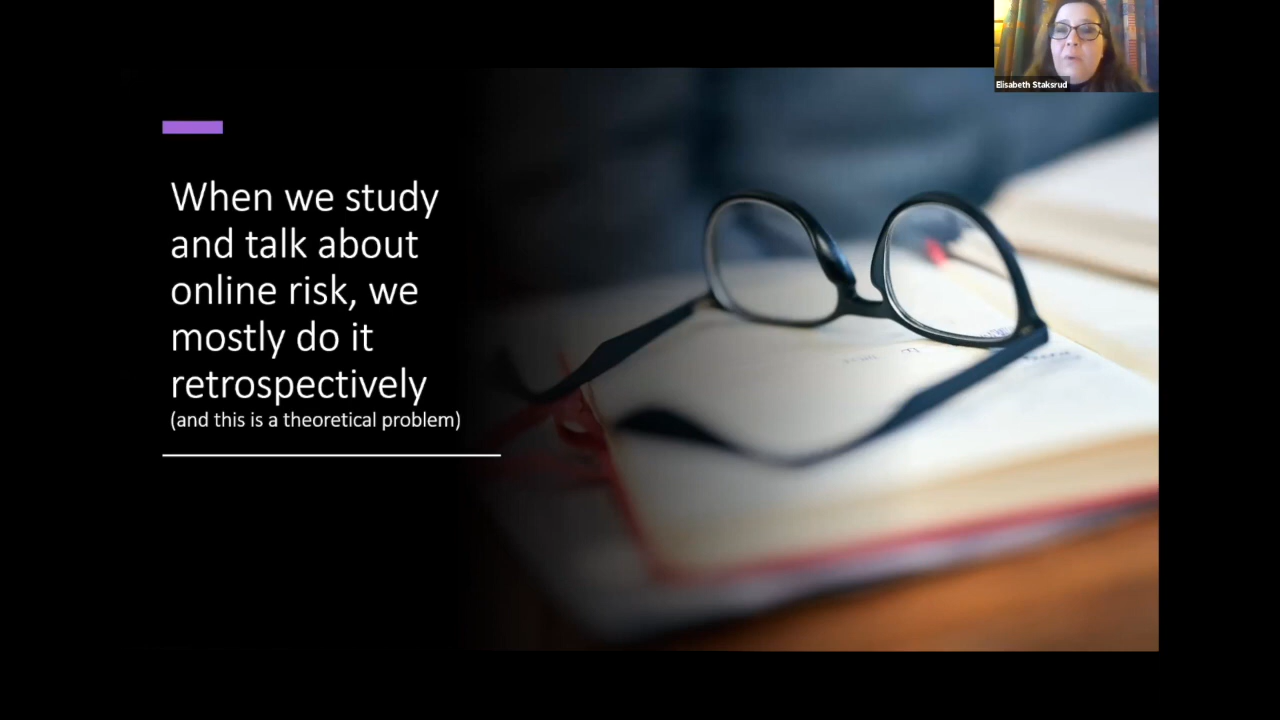 Elisabeth Staksrud
When we study
and talk about
online risk, we
mostly do it
retrospectively
(and this is a theoretical problem)